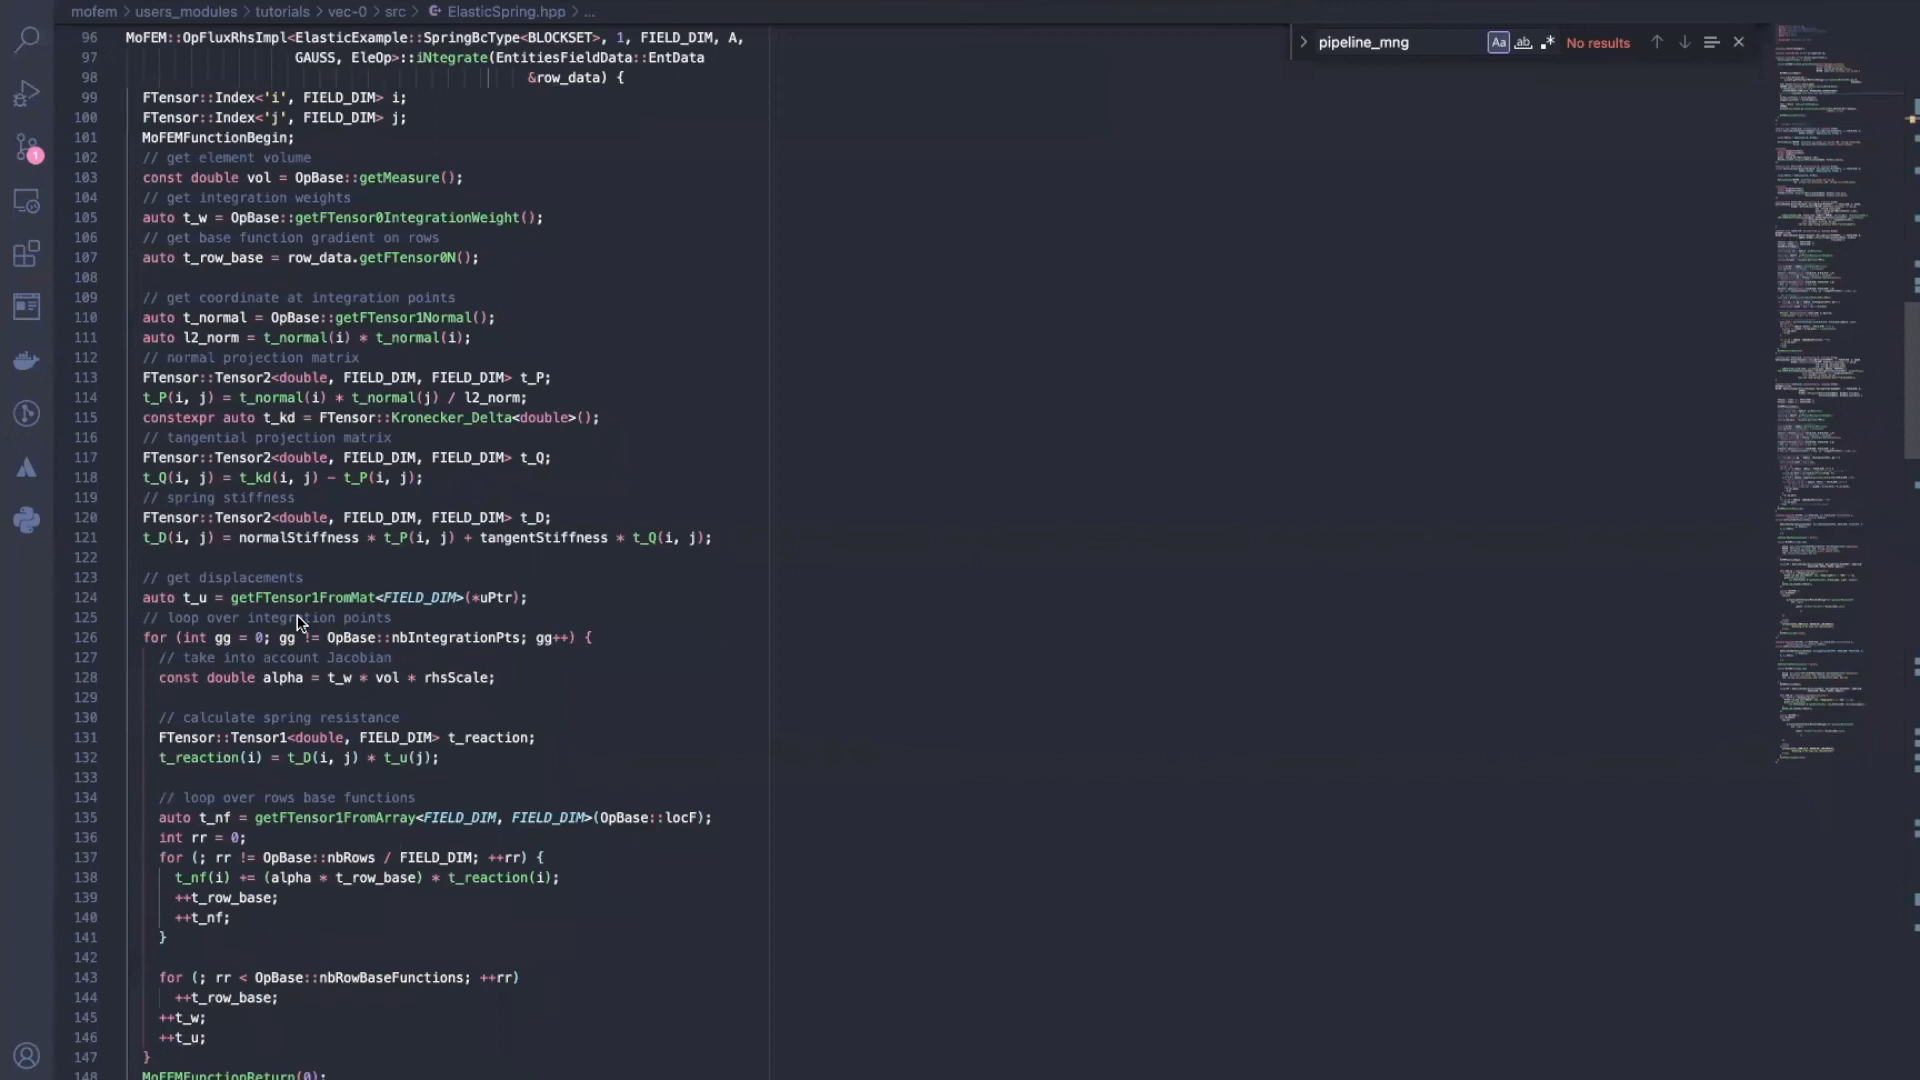 mofem > users_modules > tutorials > vec-0 > src > ElasticSpring.hpp > ...
pipeline_mng
Aa
ab
.*
No results
1
96 MoFEM::OpFluxRhsImpl<ElasticExample::SpringBcType<BLOCKSET>, 1, FIELD_DIM, A,
97 GAUSS, EleOp>::iNtegrate(EntitiesFieldData::EntData
98 &row_data) {
99 FTensor::Index<'i', FIELD_DIM> i;
100 FTensor::Index<'j', FIELD_DIM> j;
101 MoFEMFunctionBegin;
102 // get element volume
103 const double vol = OpBase::getMeasure();
104 // get integration weights
105 auto t_w = OpBase::getFTensor0IntegrationWeight();
106 // get base function gradient on rows
107 auto t_row_base = row_data.getFTensor0N();
108
109 // get coordinate at integration points
110 auto t_normal = OpBase::getFTensor1Normal();
111 auto l2_norm = t_normal(i) * t_normal(i);
112 // normal projection matrix
113 FTensor::Tensor2<double, FIELD_DIM, FIELD_DIM> t_P;
114 t_P(i, j) = t_normal(i) * t_normal(j) / l2_norm;
115 constexpr auto t_kd = FTensor::Kronecker_Delta<double>();
116 // tangential projection matrix
117 FTensor::Tensor2<double, FIELD_DIM, FIELD_DIM> t_Q;
118 t_Q(i, j) = t_kd(i, j) - t_P(i, j);
119 // spring stiffness
120 FTensor::Tensor2<double, FIELD_DIM, FIELD_DIM> t_D;
121 t_D(i, j) = normalStiffness * t_P(i, j) + tangentStiffness * t_Q(i, j);
122
123 // get displacements
124 auto t_u = getFTensor1FromMat<FIELD_DIM>(*uPtr);
125 // loop over integration points
126 for (int gg = 0; gg != OpBase::nbIntegrationPts; gg++) {
127 // take into account Jacobian
128 const double alpha = t_w * vol * rhsScale;
129
130 // calculate spring resistance
131 FTensor::Tensor1<double, FIELD_DIM> t_reaction;
132 t_reaction(i) = t_D(i, j) * t_u(j);
133
134 // loop over rows base functions
135 auto t_nf = getFTensor1FromArray<FIELD_DIM, FIELD_DIM>(OpBase::locF);
136 int rr = 0;
137 for (; rr != OpBase::nbRows / FIELD_DIM; ++rr) {
138 t_nf(i) += (alpha * t_row_base) * t_reaction(i);
139 ++t_row_base;
140 ++t_nf;
141 }
142
143 for (; rr < OpBase::nbRowBaseFunctions; ++rr)
144 ++t_row_base;
145 ++t_w;
146 ++t_u;
147 }
148 MoFEMFunctionReturn(0);